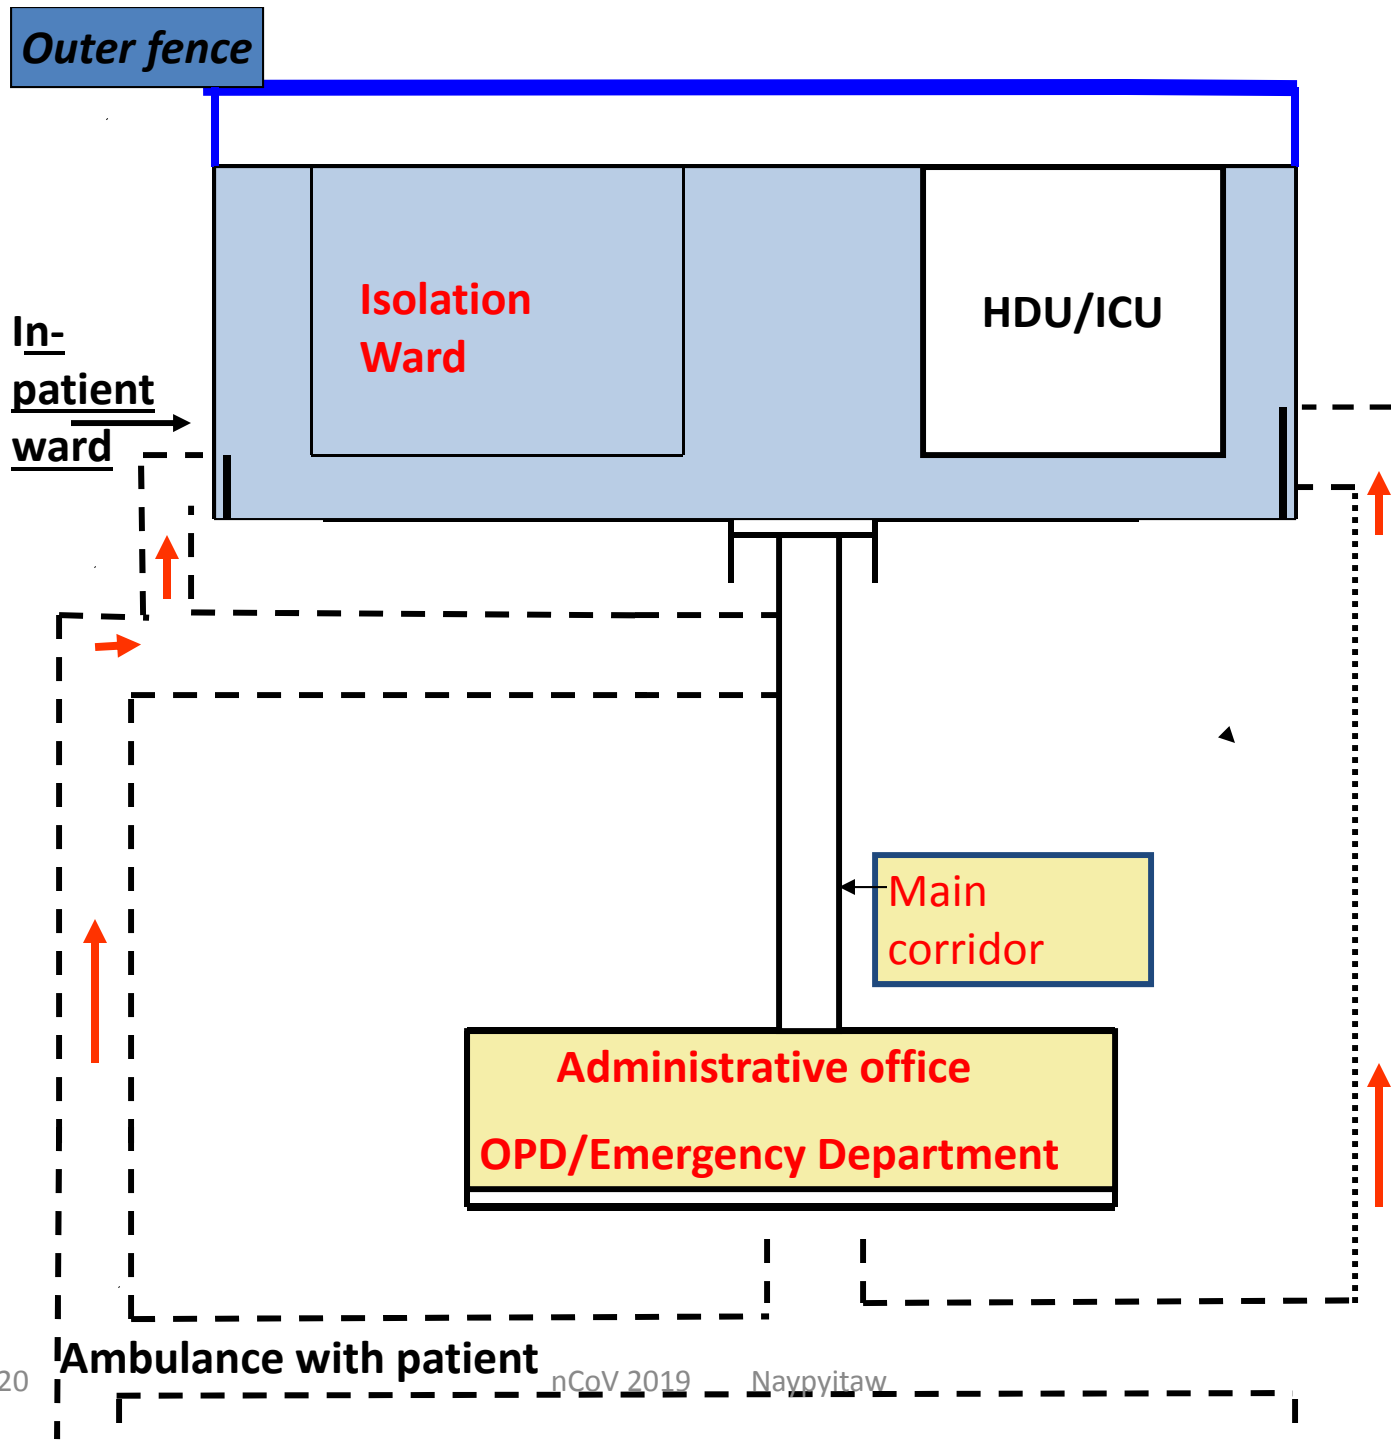 Outer fence
Isolation
Ward
HDU/ICU
In-
patient
ward
Main
corridor
Administrative office
OPD/Emergency Department
Ambulance with patient
20
nCoV 2019
Naypyitaw